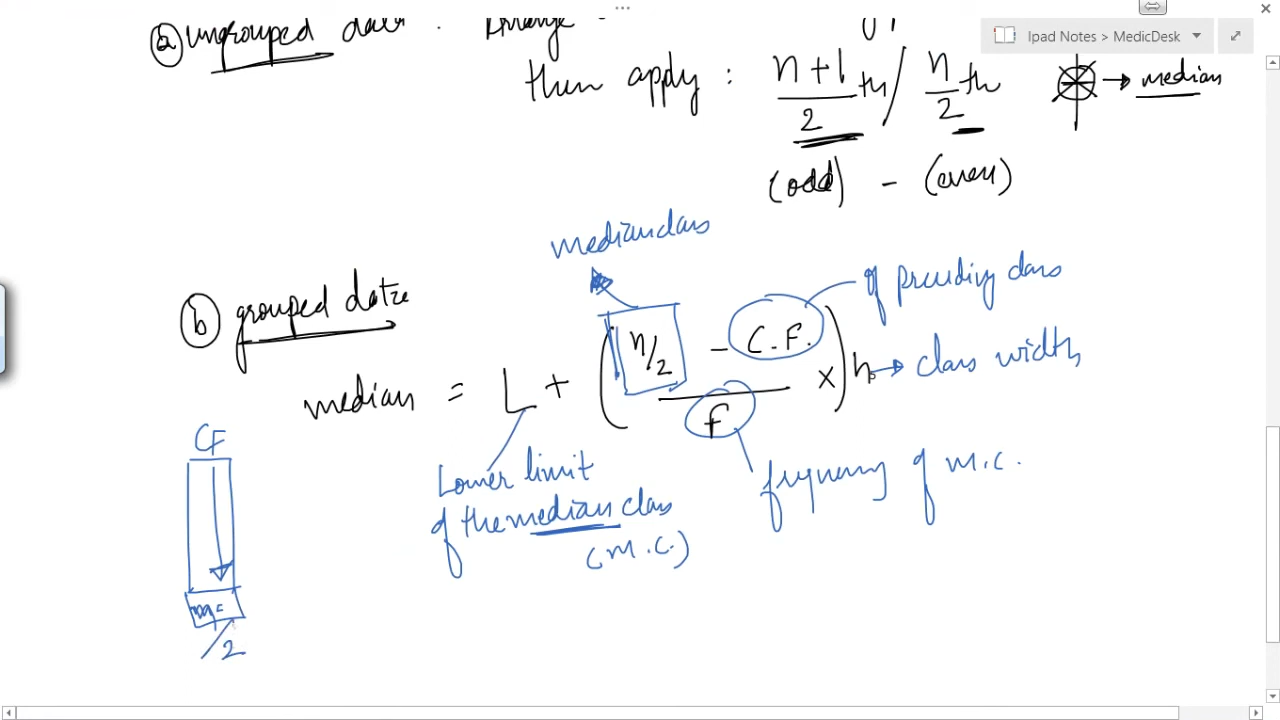 Ipad Notes > MedicDesk
(a) ungrouped data : Arrange
then apply : n+1/2 th / n/2 th → median
(odd) - (even)
median class
of preceding class
(b) grouped data
median = L + ( n/2 - C.F. / f × ) h → class width
CF
Lower limit
of the median class
(m.c.)
frequency of m.c.
n=
/2